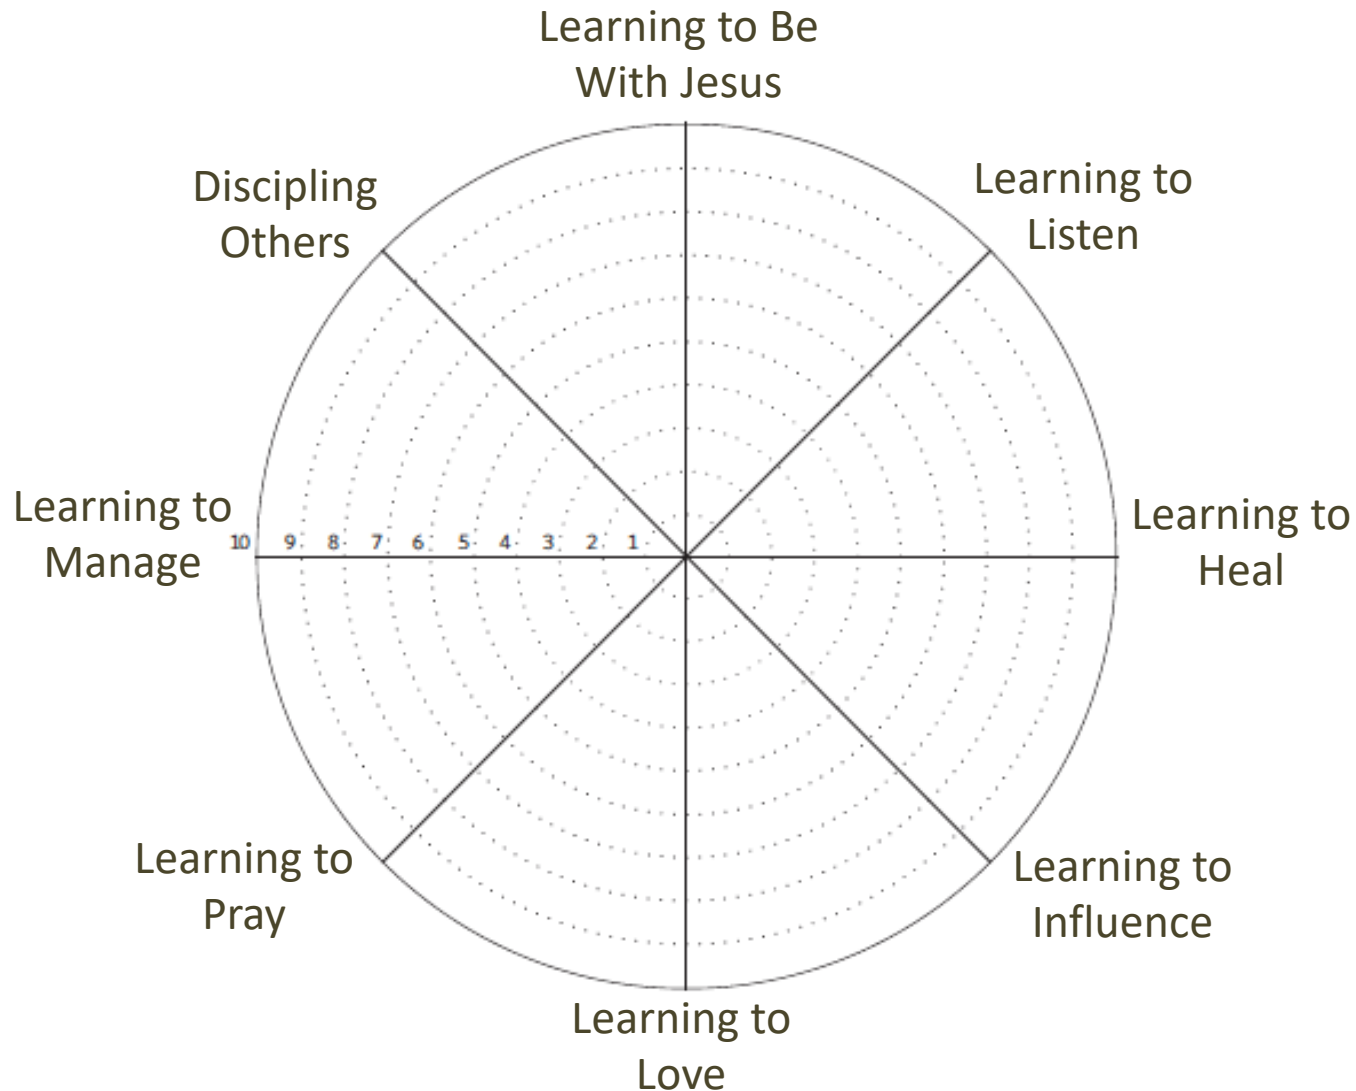 Learning to Be
With Jesus
Discipling
Others
Learning to
Listen
Learning to
Manage
10 9 8 7 6 5 4 3 2 1
Learning to
Heal
Learning to
Pray
Learning to
Influence
Learning to
Love